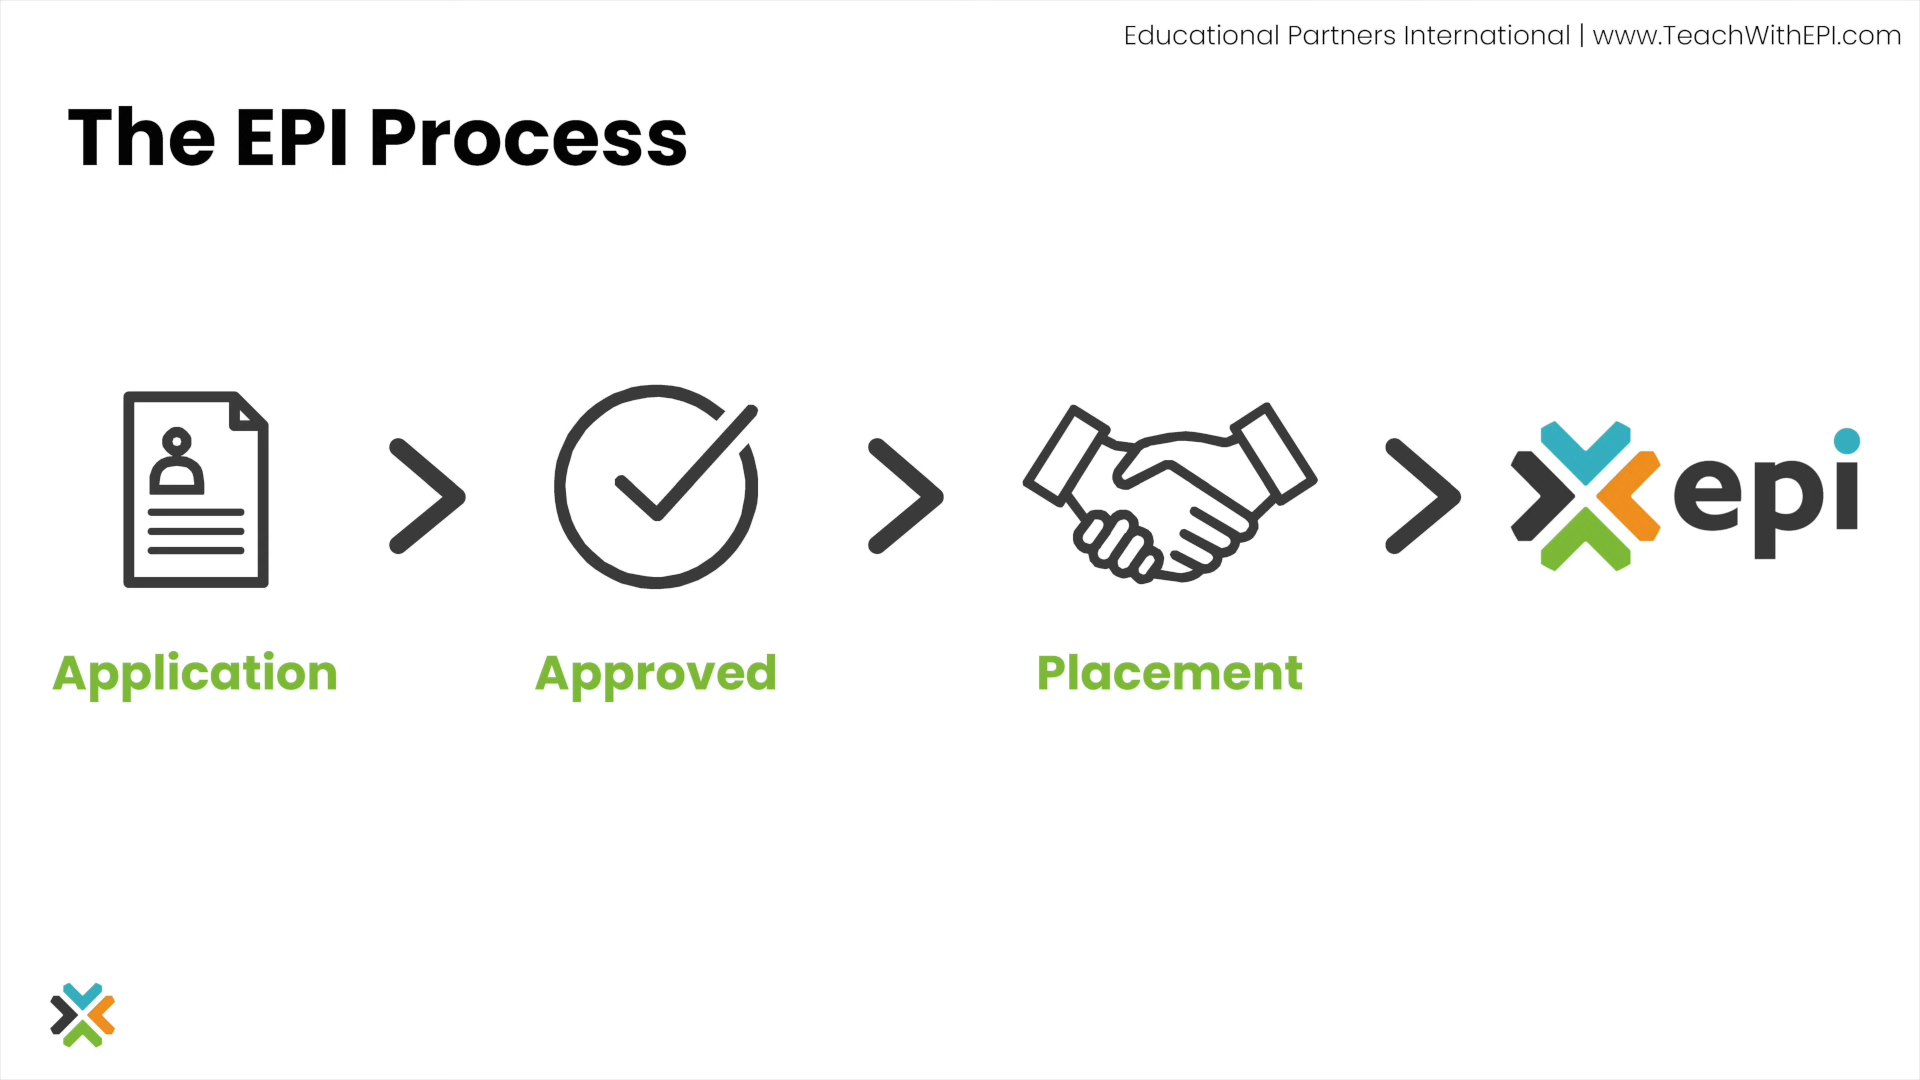 Educational Partners International | www.TeachWithEPI.com
The EPI Process
epi
Application
Approved
Placement